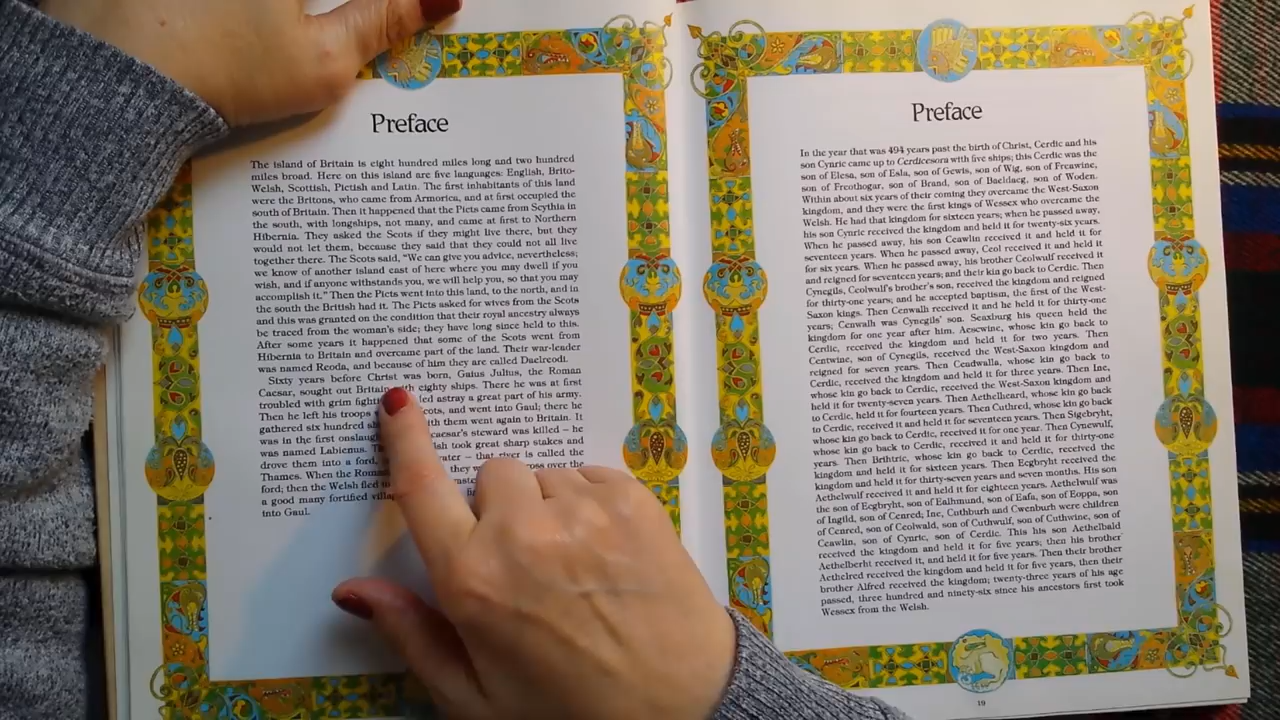 Preface
The island of Britain is eight hundred miles long and two hundred
miles broad. Here on this island are five languages: English, Brito-
Welsh, Scottish, Pictish and Latin. The first inhabitants of this land
were the Britons, who came from Armorica, and at first occupied the
south of Britain. Then it happened that the Picts came from Scythia in
the south, with longships, not many, and came at first to Northern
Hibernia. They asked the Scots if they might live there, but they
would not let them, because they said that they could not all live
together there. The Scots said, "We can give you advice, nevertheless;
we know of another island east of here where you may dwell if you
wish, and if anyone withstands you, we will help you, so that you may
accomplish it." Then the Picts went into this land, to the north, and in
the south the British had it. The Picts asked for wives from the Scots
and this was granted on the condition that their royal ancestry always
be traced from the woman's side; they have long since held to this.
After some years it happened that some of the Scots went from
Hibernia to Britain and overcame part of the land. Their war-leader
was named Reoda, and because of him they are called Daelreodi.
Sixty years before Christ was born, Gaius Julius, the Roman
Caesar, sought out Britain with eighty ships. There he was at first
troubled with grim led astray a great part of his army.
Then he left his troops and went into Gaul; there he
gathered six hundred them went again to Britain. It
was in the first caesar's steward was killed – he
was named Labienus. took great sharp stakes and
drove them into a ford, – that river is called the
Thames. When the they over the
ford; then the Welsh fled
a good many fortified
into Gaul.
Preface
In the year that was 494 years past the birth of Christ, Cerdic and his
son Cynric came up to Cerdicesora with five ships; this Cerdic was the
son of Elesa, son of Esla, son of Gewis, son of Wig, son of Freawine,
son of Freothogar, son of Brand, son of Baeldaeg, son of Woden.
Within about six years of their coming they overcame the West-Saxon
kingdom, and they were the first kings of Wessex who overcame the
Welsh. He had that kingdom for sixteen years; when he passed away,
his son Cynric received the kingdom and held it for twenty-six years.
When he passed away, his son Ceawlin received it and held it for
seventeen years. When he passed away, Ceol received it and held it
for six years. When he passed away, his brother Ceolwulf received it
and reigned for seventeen years; and their kin go back to Cerdic. Then
Cynegils, Ceolwulf's brother's son, received the kingdom and reigned
for thirty-one years; and he accepted baptism, the first of the West-
Saxon kings. Then Cenwalh received it and he held it for thirty-one
years; Cenwalh was Cynegils' son. Seaxburg his queen held the
kingdom for one year after him. Aescwine, whose kin go back to
Cerdic, received the kingdom and held it for two years. Then
Centwine, son of Cynegils, received the West-Saxon kingdom and
reigned for seven years. Then Ceadwalla, whose kin go back to
Cerdic, received the kingdom and held it for three years. Then Ine,
whose kin go back to Cerdic, received the West-Saxon kingdom and
held it for twenty-seven years. Then Aethelheard, whose kin go back
to Cerdic, held it for fourteen years. Then Cuthred, whose kin go back
to Cerdic, received it for seventeen years. Then Sigebryht,
whose kin go back to Cerdic, received it for one year. Then Cynewulf,
whose kin go back to Cerdic, received it and held it for thirty-one
years. Then Brihtric, whose kin go back to Cerdic, received the
kingdom and held it for sixteen years. Then Ecgbryht received the
kingdom and held it for thirty-seven years and seven months. His son
Aethelwulf received it and held it for eighteen years. Aethelwulf was
the son of Ecgbryht, son of Ealhmund, son of Eafa, son of Eoppa, son
of Ingild, son of Cenred; Ine, Cuthburh and Cwenburh were children
of Cenred, son of Ceolwald, son of Cuthwulf, son of Cuthwine, son of
Ceawlin, son of Cynric, son of Cerdic. This his son Aethelbald
received the kingdom and held it for five years; then his brother
Aethelberht received it, and held it for five years. Then their brother
Aethelred received the kingdom and held it for five years, then their
brother Alfred received the kingdom; twenty-three years of his age
passed, three hundred and ninety-six since his ancestors first took
Wessex from the Welsh.
19